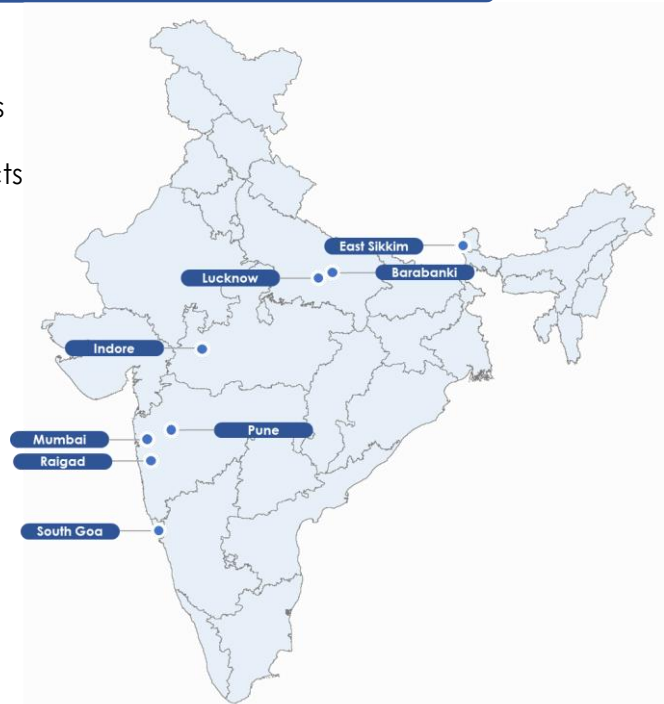 East Sikkim
Lucknow
Barabanki
Indore
Pune
Mumbai
Raigad
South Goa